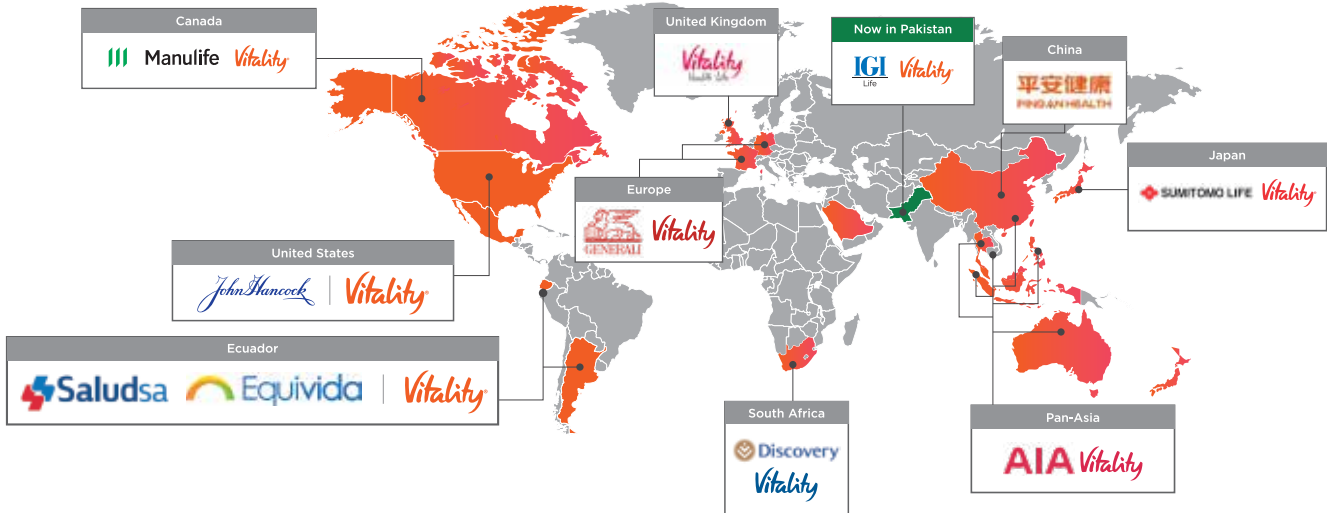 Canada
Manulife Vitality
United Kingdom
Vitality
Health Life
Now in Pakistan
IGI
Life
Vitality
China
平安健康
PING AN HEALTH
Japan
SUMITOMO LIFE Vitality
Europe
GENERALI
Vitality
United States
John Hancock Vitality
Ecuador
Saludsa Equivida Vitality
South Africa
Discovery
Vitality
Pan-Asia
AIA Vitality